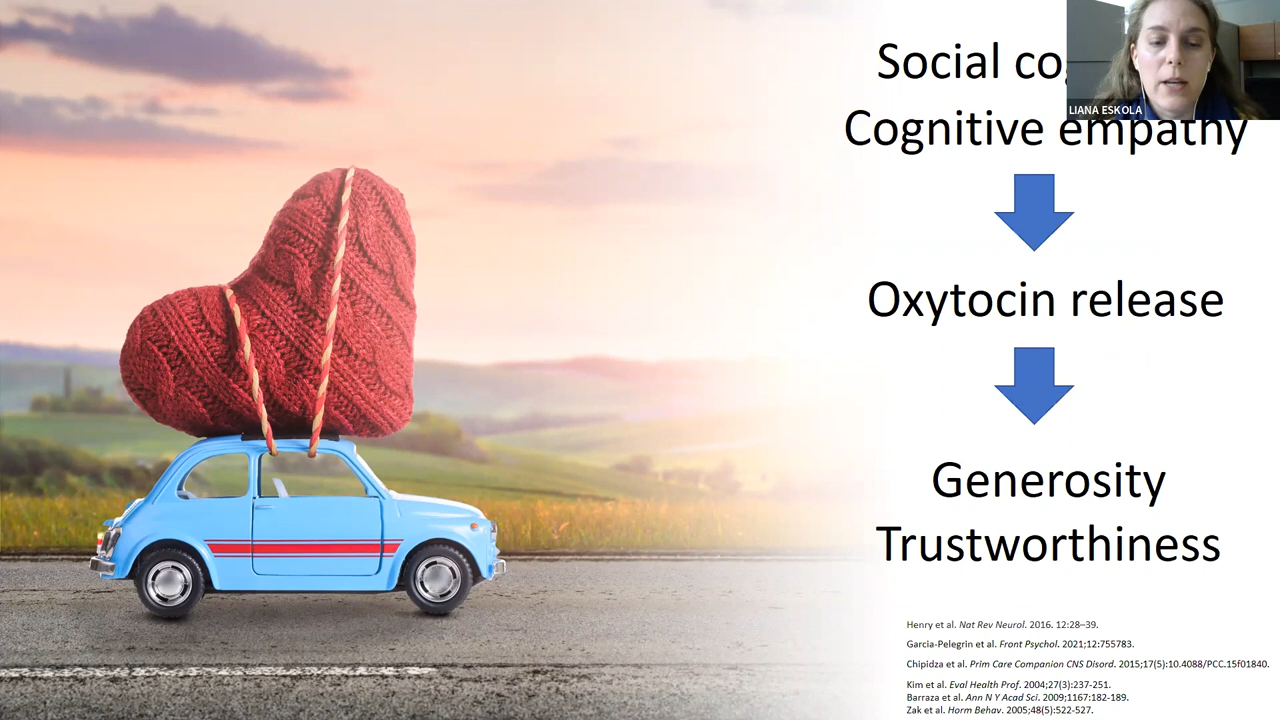 Social co
LIANA ESKOLA
Cognitive empathy
Oxytocin release
Generosity
Trustworthiness
Henry et al. Nat Rev Neurol. 2016. 12:28–39.
Garcia-Pelegrin et al. Front Psychol. 2021;12:755783.
Chipidza et al. Prim Care Companion CNS Disord. 2015;17(5):10.4088/PCC.15f01840.
Kim et al. Eval Health Prof. 2004;27(3):237-251.
Barraza et al. Ann N Y Acad Sci. 2009;1167:182-189.
Zak et al. Horm Behav. 2005;48(5):522-527.